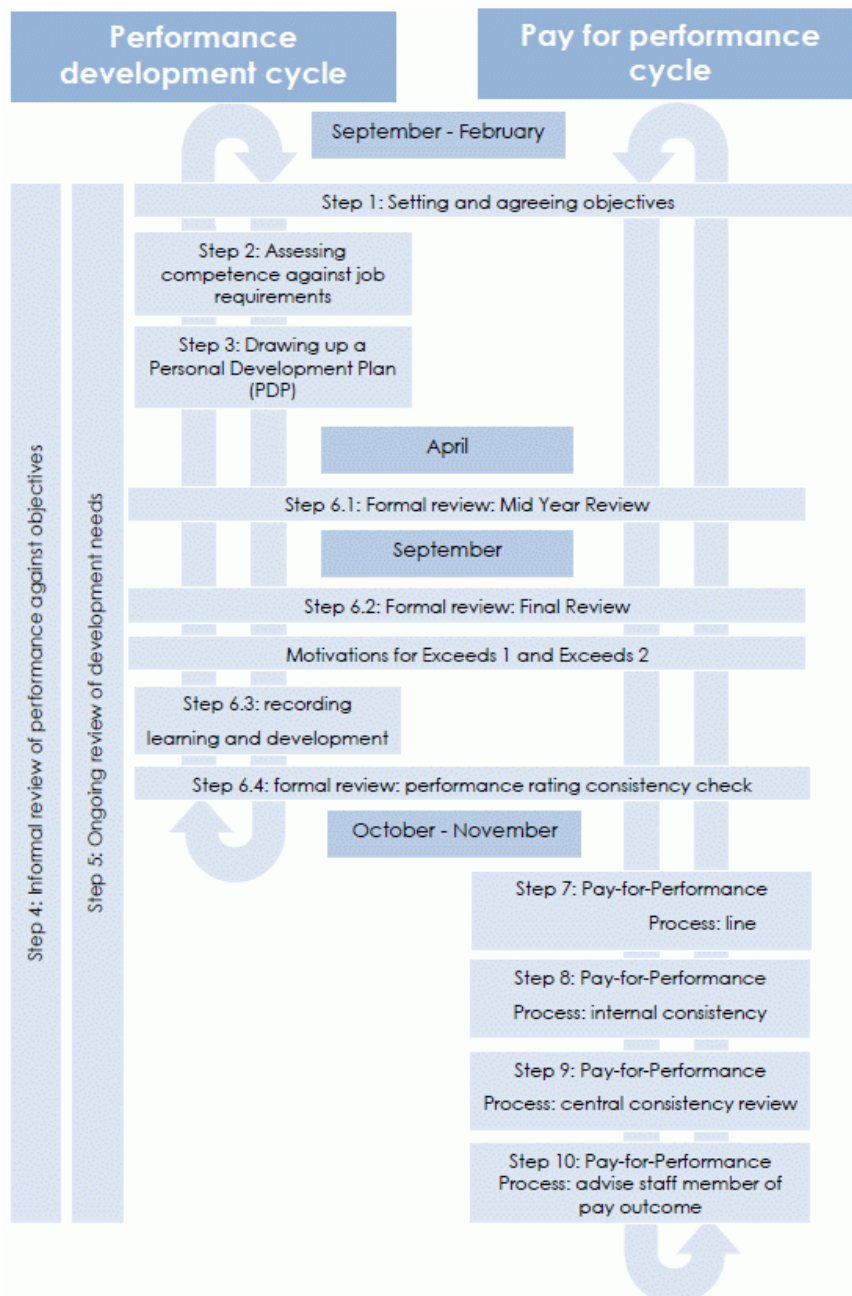 Performance
development cycle
Pay for performance
cycle
September - February
Step 1: Setting and agreeing objectives
Step 2: Assessing
competence against job
requirements
Step 3: Drawing up a
Personal Development Plan
(PDP)
April
Step 6.1: Formal review: Mid Year Review
September
Step 6.2: Formal review: Final Review
Motivations for Exceeds 1 and Exceeds 2
Step 6.3: recording
learning and development
Step 6.4: formal review: performance rating consistency check
October - November
Step 7: Pay-for-Performance
Process: line
Step 8: Pay-for-Performance
Process: internal consistency
Step 9: Pay-for-Performance
Process: central consistency review
Step 10: Pay-for-Performance
Process: advise staff member of
pay outcome
Step 4: Informal review of performance against objectives
Step 5: Ongoing review of development needs